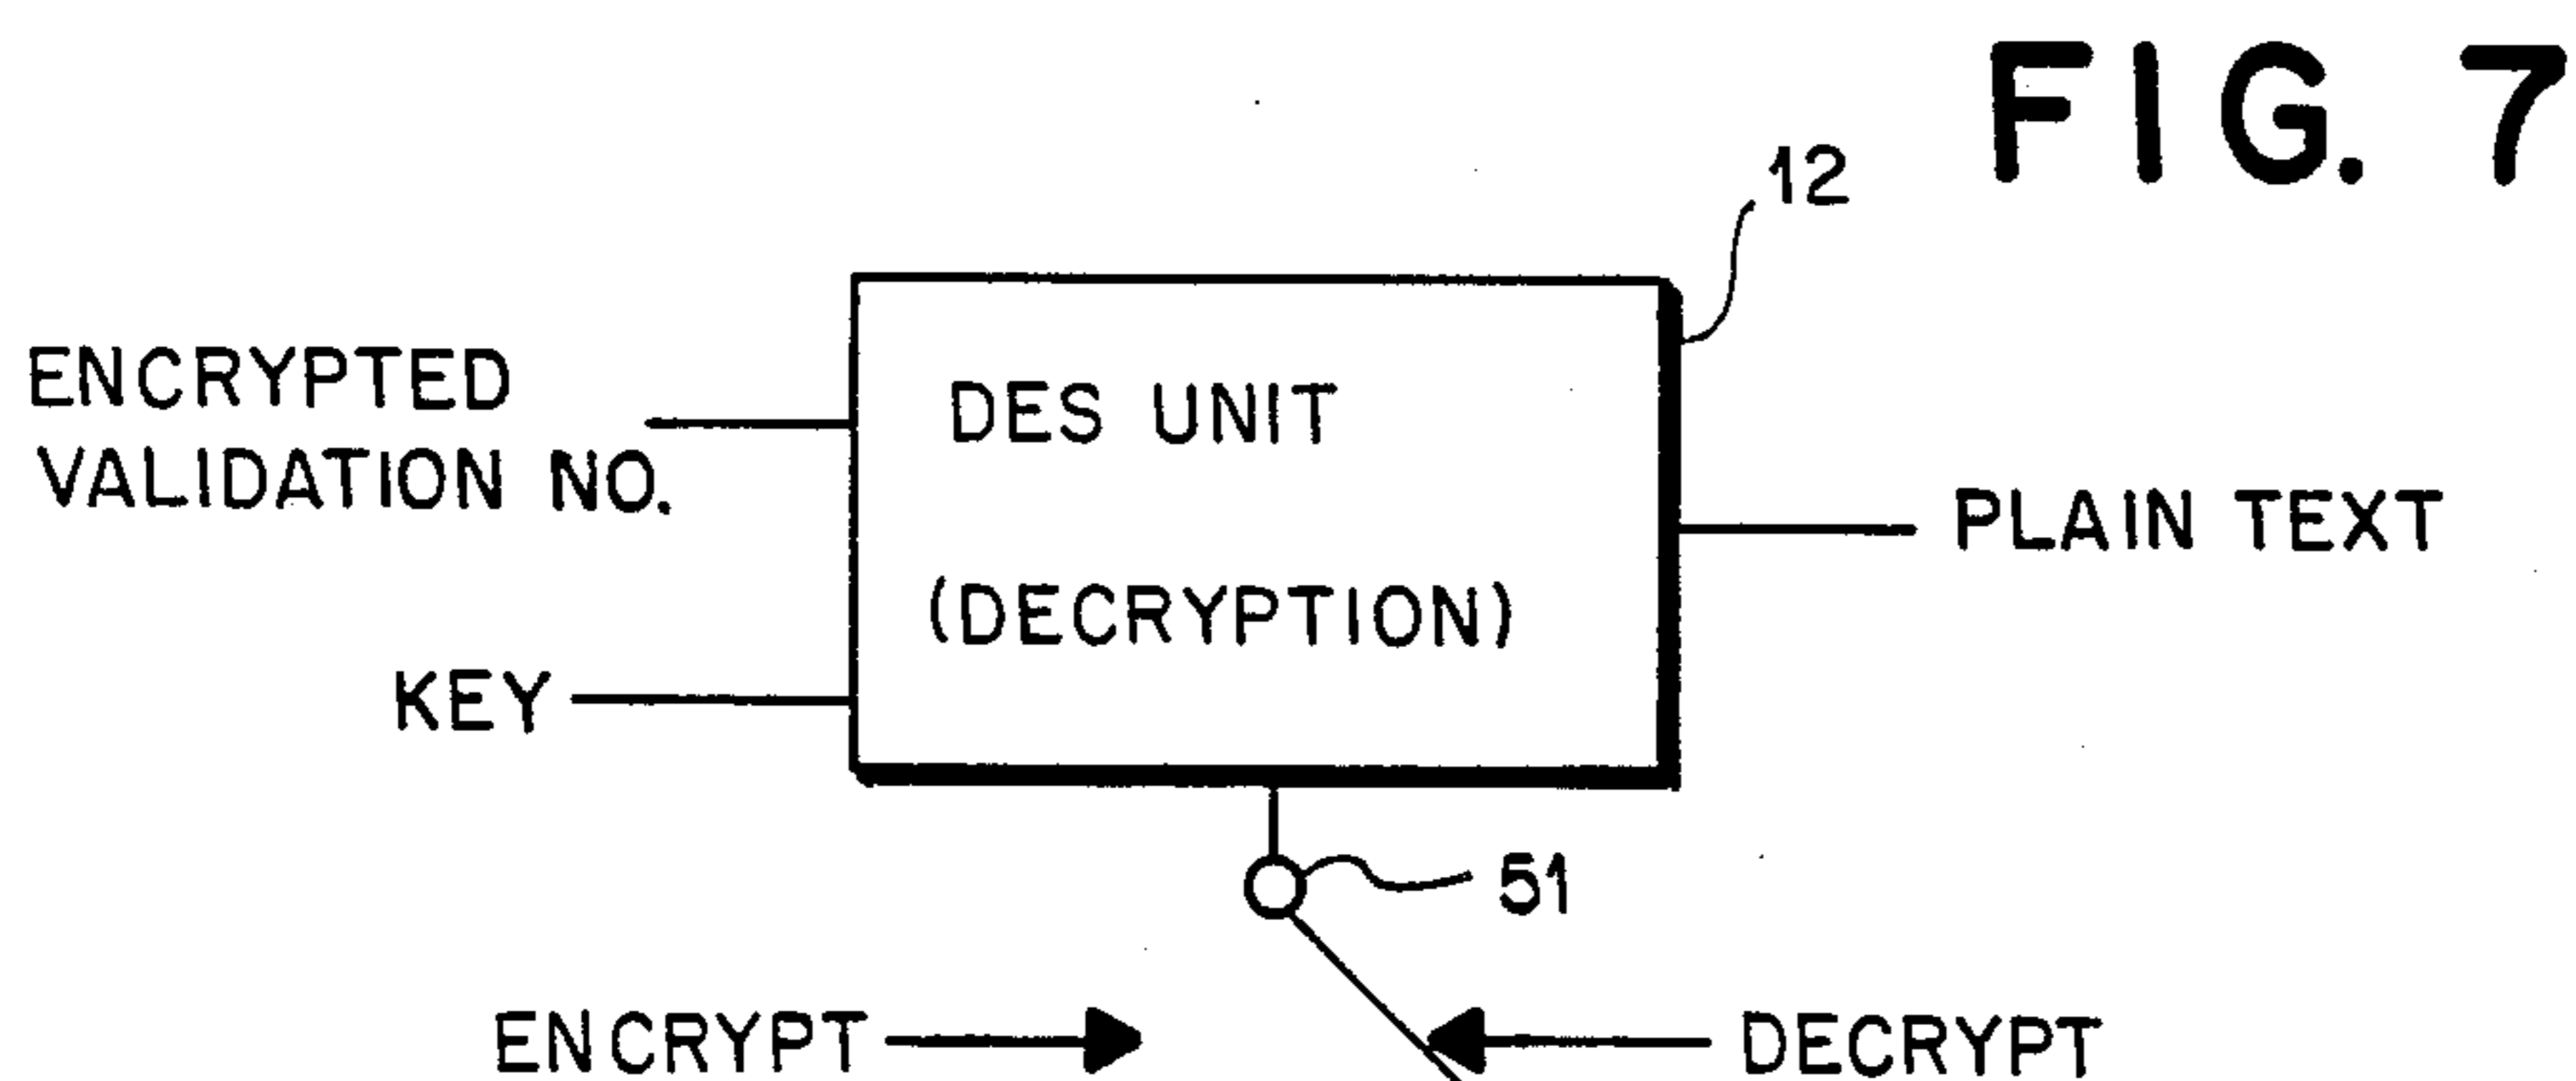 FIG. 7
12
ENCRYPTED
VALIDATION NO.
DES UNIT
(DECRYPTION)
PLAIN TEXT
KEY
51
ENCRYPT
DECRYPT